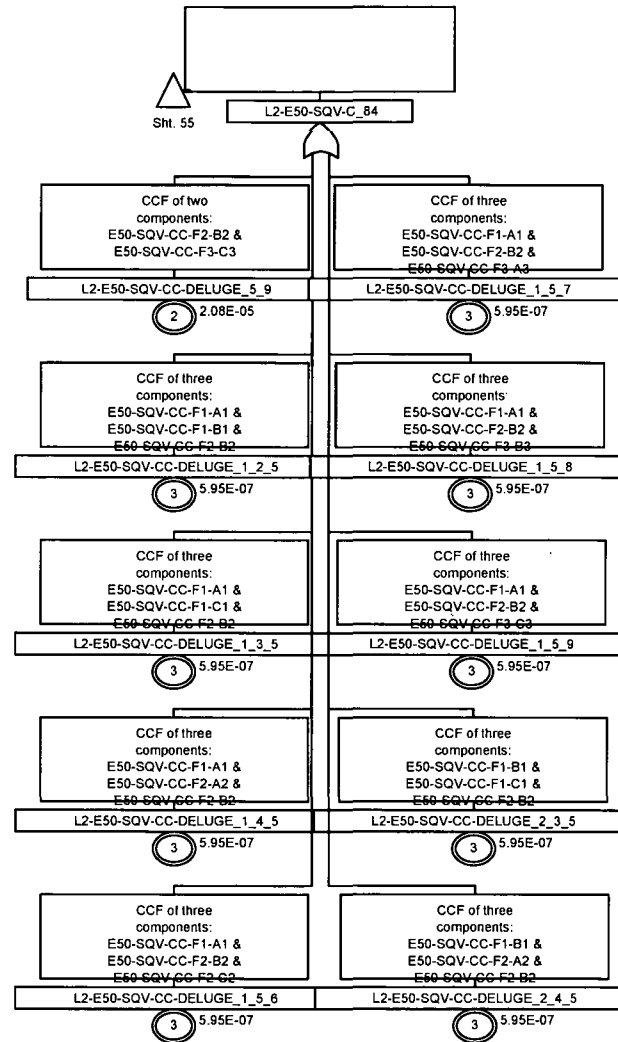 Sht. 55
L2-E50-SQV-C_84
CCF of two
components:
E50-SQV-CC-F2-B2 &
E50-SQV-CC-F3-C3
L2-E50-SQV-CC-DELUGE_5_9
2
2.08E-05
CCF of three
components:
E50-SQV-CC-F1-A1 &
E50-SQV-CC-F2-B2 &
E50-SQV-CC-F3-A3
L2-E50-SQV-CC-DELUGE_1_5_7
3
5.95E-07
CCF of three
components:
E50-SQV-CC-F1-A1 &
E50-SQV-CC-F1-B1 &
E50-SQV-CC-F2-B2
L2-E50-SQV-CC-DELUGE_1_2_5
3
5.95E-07
CCF of three
components:
E50-SQV-CC-F1-A1 &
E50-SQV-CC-F2-B2 &
E50-SQV-CC-F3-B3
L2-E50-SQV-CC-DELUGE_1_5_8
3
5.95E-07
CCF of three
components:
E50-SQV-CC-F1-A1 &
E50-SQV-CC-F1-C1 &
E50-SQV-CC-F2-B2
L2-E50-SQV-CC-DELUGE_1_3_5
3
5.95E-07
CCF of three
components:
E50-SQV-CC-F1-A1 &
E50-SQV-CC-F2-B2 &
E50-SQV-CC-F3-C3
L2-E50-SQV-CC-DELUGE_1_5_9
3
5.95E-07
CCF of three
components:
E50-SQV-CC-F1-A1 &
E50-SQV-CC-F2-A2 &
E50-SQV-CC-F2-B2
L2-E50-SQV-CC-DELUGE_1_4_5
3
5.95E-07
CCF of three
components:
E50-SQV-CC-F1-B1 &
E50-SQV-CC-F1-C1 &
E50-SQV-CC-F2-B2
L2-E50-SQV-CC-DELUGE_2_3_5
3
5.95E-07
CCF of three
components:
E50-SQV-CC-F1-A1 &
E50-SQV-CC-F2-B2 &
E50-SQV-CC-F2-C2
L2-E50-SQV-CC-DELUGE_1_5_6
3
5.95E-07
CCF of three
components:
E50-SQV-CC-F1-B1 &
E50-SQV-CC-F2-A2 &
E50-SQV-CC-F2-B2
L2-E50-SQV-CC-DELUGE_2_4_5
3
5.95E-07